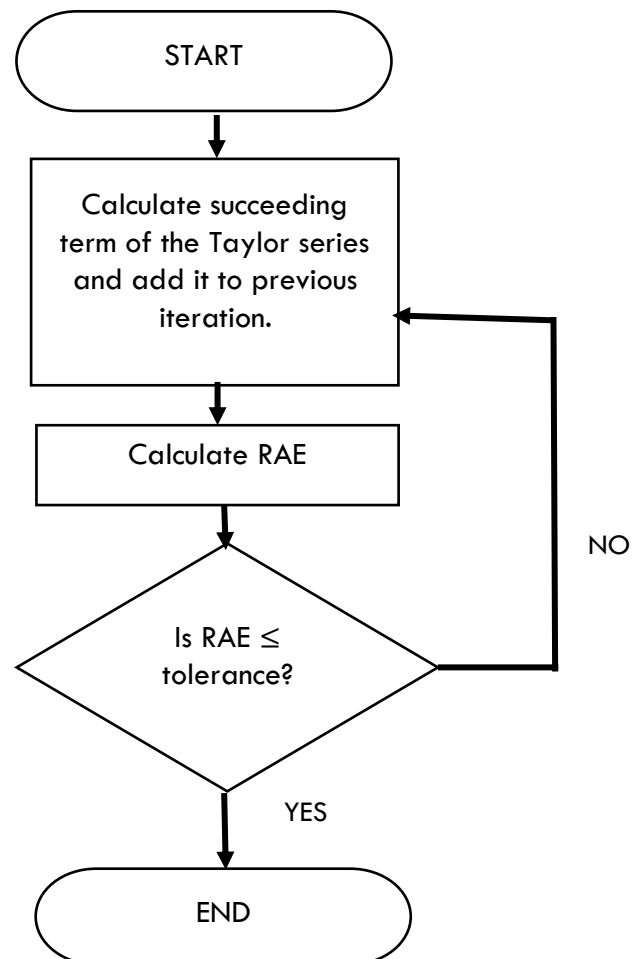 START
Calculate succeeding
term of the Taylor series
and add it to previous
iteration.
Calculate RAE
NO
Is RAE ≤
tolerance?
YES
END